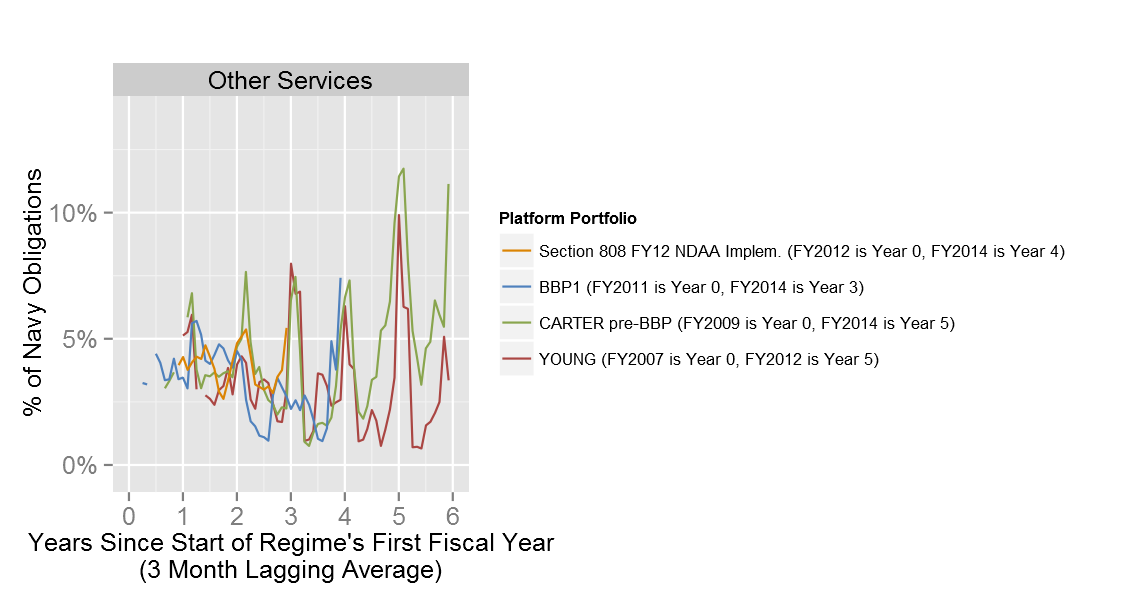 Other Services
% of Navy Obligations
10%
5%
0%
0 1 2 3 4 5 6
Years Since Start of Regime's First Fiscal Year
(3 Month Lagging Average)
Platform Portfolio
Section 808 FY12 NDAA Implem. (FY2012 is Year 0, FY2014 is Year 4)
BBP1 (FY2011 is Year 0, FY2014 is Year 3)
CARTER pre-BBP (FY2009 is Year 0, FY2014 is Year 5)
YOUNG (FY2007 is Year 0, FY2012 is Year 5)